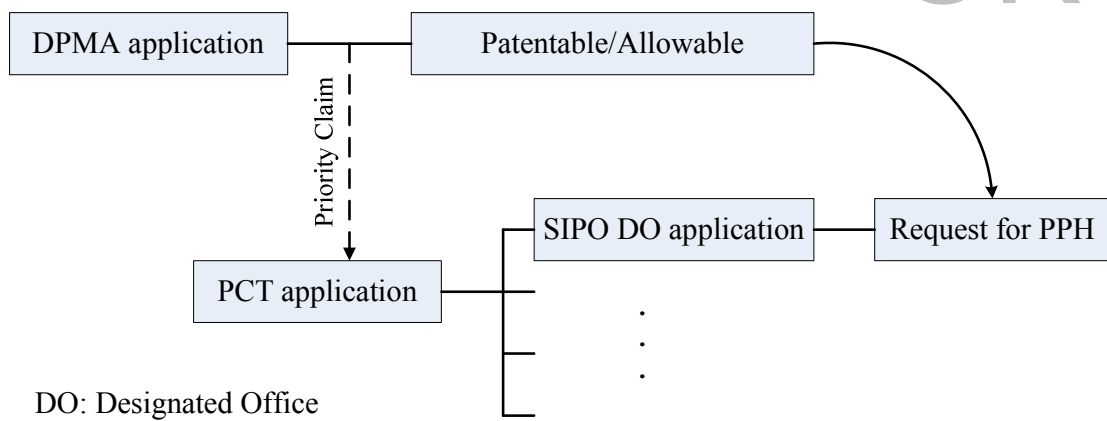 DPMA application
Patentable/Allowable
Priority Claim
SIPO DO application
Request for PPH
PCT application
DO: Designated Office